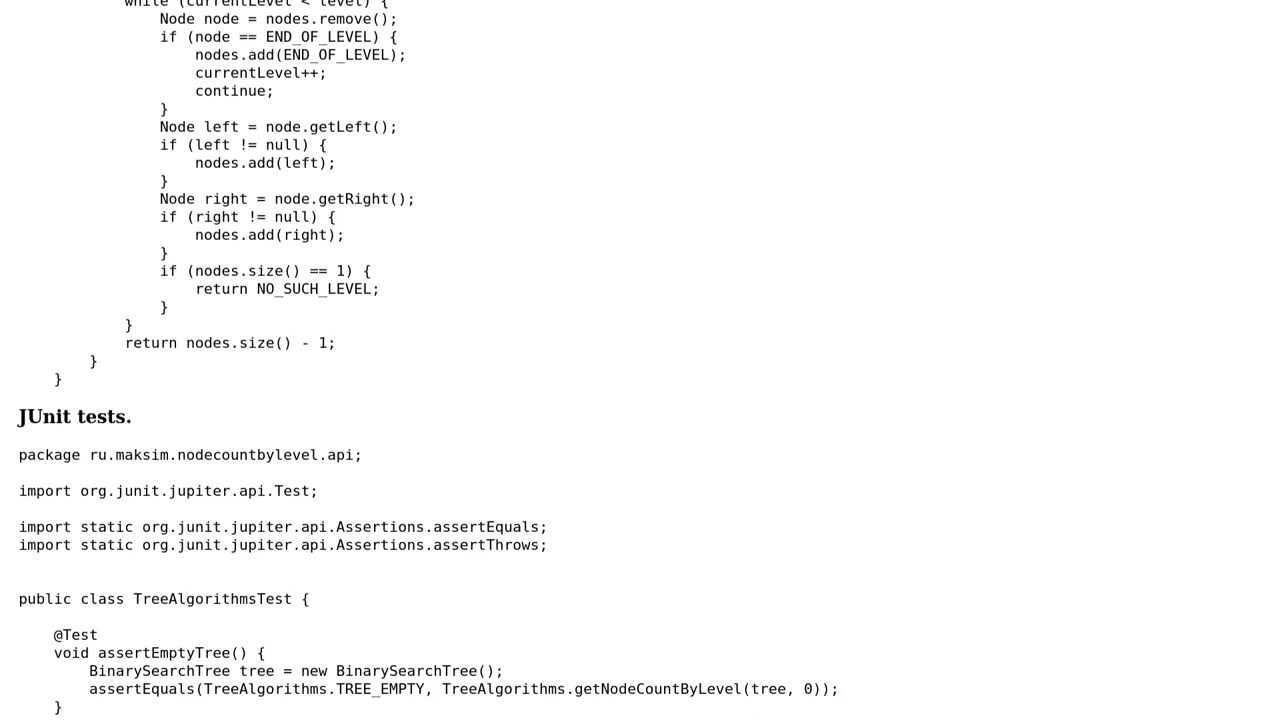 while (currentLevel < level) {
Node node = nodes.remove();
if (node == END_OF_LEVEL) {
nodes.add(END_OF_LEVEL);
currentLevel++;
continue;
}
Node left = node.getLeft();
if (left != null) {
nodes.add(left);
}
Node right = node.getRight();
if (right != null) {
nodes.add(right);
}
if (nodes.size() == 1) {
return NO_SUCH_LEVEL;
}
}
return nodes.size() - 1;
}
}
JUnit tests.
package ru.maksim.nodecountbylevel.api;
import org.junit.jupiter.api.Test;
import static org.junit.jupiter.api.Assertions.assertEquals;
import static org.junit.jupiter.api.Assertions.assertThrows;
public class TreeAlgorithmsTest {
@Test
void assertEmptyTree() {
BinarySearchTree tree = new BinarySearchTree();
assertEquals(TreeAlgorithms.TREE_EMPTY, TreeAlgorithms.getNodeCountByLevel(tree, 0));
}